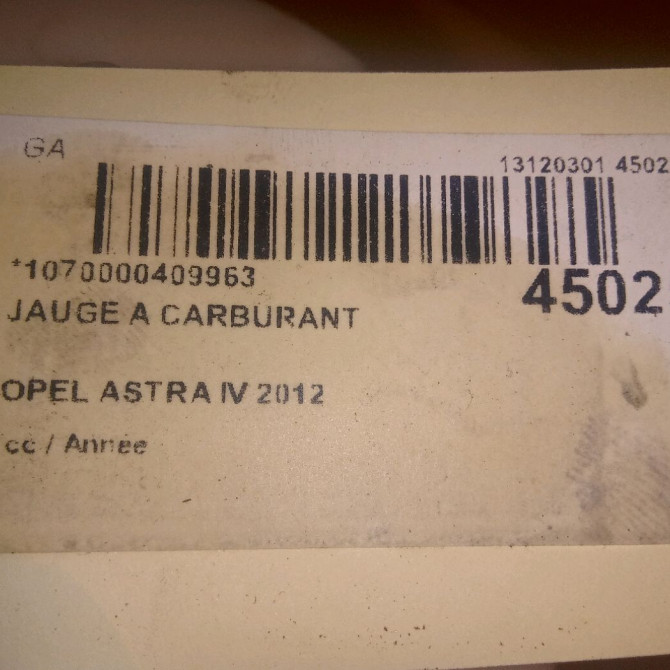 GA
13120301 4502
*1070000409963
4502
JAUGE A CARBURANT
OPEL ASTRA IV 2012
cc / Année